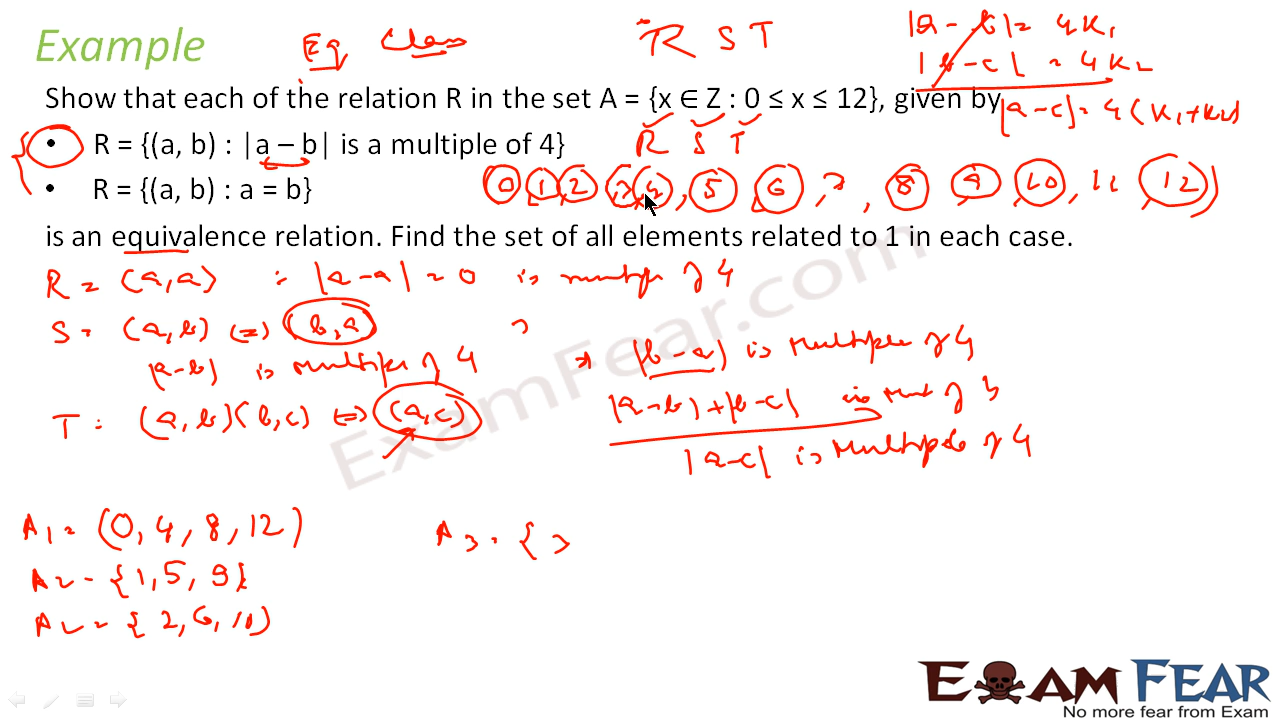 Example
Eq Class
R S T
|a - b| = 4K₁
|b - c| = 4K₂
|a - c| = 4(K₁+K₂)
Show that each of the relation R in the set A = {x ∈ Z : 0 ≤ x ≤ 12}, given by
• R = {(a, b) : |a – b| is a multiple of 4}
R S T
• R = {(a, b) : a = b}
0, 1, 2, 3, 4, 5, 6, 7, 8, 9, 10, 11, 12
is an equivalence relation. Find the set of all elements related to 1 in each case.
R = (a,a) : |a-a| = 0 is multiple of 4
S = (a,b) (=) (b,a)
|a-b| is multiple of 4 ⇒ |b-a| is multiple of 4
T = (a,b)(b,c) ⇔ (a,c)
|a-b|+|b-c| is mult of
|a-c| is multiple of 4
ExamFear.com
A₁ = (0, 4, 8, 12)
A₃ = {3
A₂ = {1, 5, 9}
A₂ = {2, 6, 10)
EXAM FEAR
No more fear from Exam